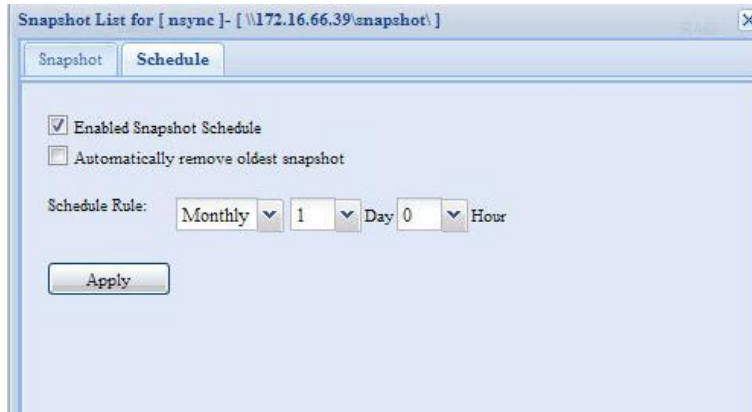 Snapshot List for [ nsync ]- [ \\172.16.66.39\snapshot\ ]
Snapshot Schedule
Enabled Snapshot Schedule
Automatically remove oldest snapshot
Schedule Rule: Monthly 1 Day 0 Hour
Apply